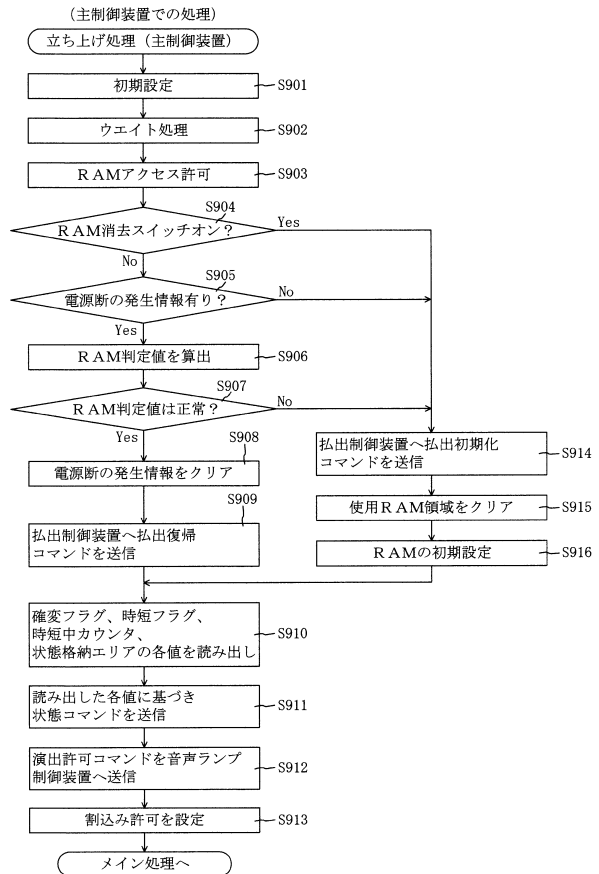 (主制御装置での処理)
立ち上げ処理(主制御装置)
初期設定
S901
ウエイト処理
S902
RAMアクセス許可
S903
S904
RAM消去スイッチオン?
Yes
No
S905
電源断の発生情報有り?
No
Yes
RAM判定値を算出
S906
S907
RAM判定値は正常?
No
Yes
S908
電源断の発生情報をクリア
S909
払出制御装置へ払出復帰
コマンドを送信
払出制御装置へ払出初期化
コマンドを送信
S914
使用RAM領域をクリア
S915
RAMの初期設定
S916
確変フラグ、時短フラグ、
時短中カウンタ、
状態格納エリアの各値を読み出し
S910
読み出した各値に基づき
状態コマンドを送信
S911
演出許可コマンドを音声ランプ
制御装置へ送信
S912
割込み許可を設定
S913
メイン処理へ